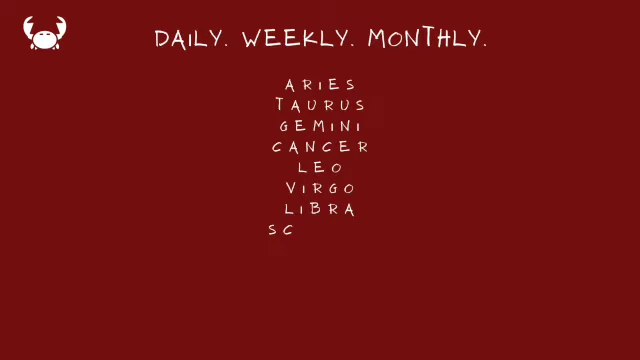 DAILY. WEEKLY. MONTHLY.
ARIES
TAURUS
GEMINI
CANCER
LEO
VIRGO
LIBRA
SC